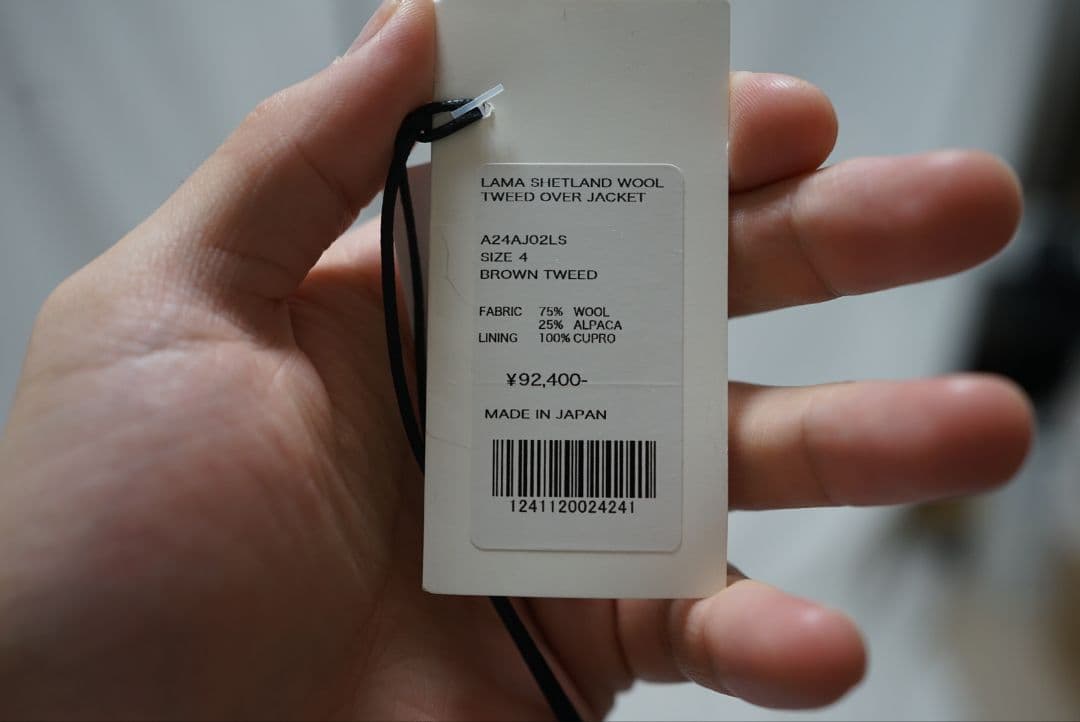 LAMA SHETLAND WOOL
TWEED OVER JACKET
A24AJ02LS
SIZE 4
BROWN TWEED
FABRIC 75% WOOL
25% ALPACA
LINING 100% CUPRO
¥92,400-
MADE IN JAPAN
1241120024241